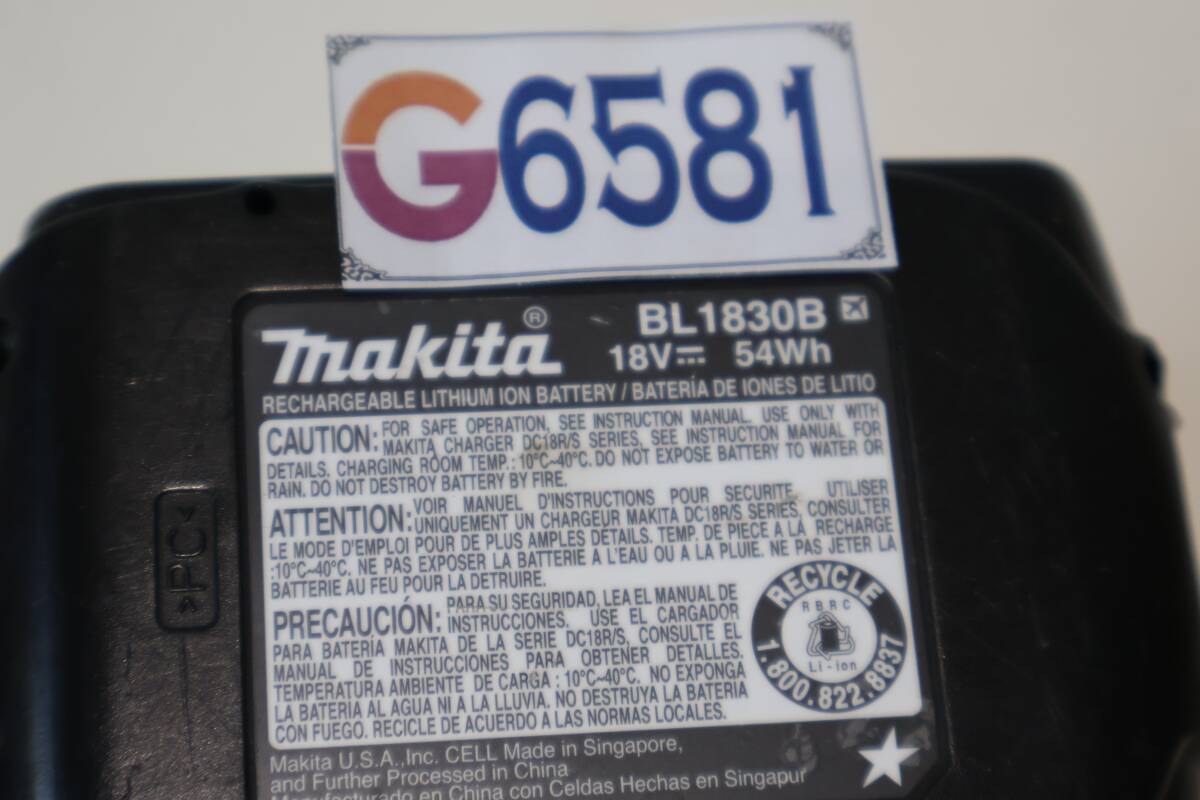 G6581
makita®
BL1830B
18V⎓ 54Wh
RECHARGEABLE LITHIUM ION BATTERY / BATERÍA DE IONES DE LITIO
CAUTION: FOR SAFE OPERATION, SEE INSTRUCTION MANUAL. USE ONLY WITH
MAKITA CHARGER DC18R/S SERIES, SEE INSTRUCTION MANUAL FOR
DETAILS. CHARGING ROOM TEMP.: 10°C~40°C. DO NOT EXPOSE BATTERY TO WATER OR
RAIN. DO NOT DESTROY BATTERY BY FIRE.
ATTENTION: VOIR MANUEL D'INSTRUCTIONS POUR SECURITE, UTILISER
UNIQUEMENT UN CHARGEUR MAKITA DC18R/S SERIES, CONSULTER
LE MODE D'EMPLOI POUR DE PLUS AMPLES DETAILS. TEMP. DE PIECE A LA RECHARGE
:10°C~40°C. NE PAS EXPOSER LA BATTERIE A L'EAU OU A LA PLUIE. NE PAS JETER LA
BATTERIE AU FEU POUR LA DETRUIRE.
PRECAUCIÓN: PARA SU SEGURIDAD, LEA EL MANUAL DE
INSTRUCCIONES. USE EL CARGADOR
PARA BATERÍA MAKITA DE LA SERIE DC18R/S, CONSULTE EL
MANUAL DE INSTRUCCIONES PARA OBTENER DETALLES.
TEMPERATURA AMBIENTE DE CARGA : 10°C~40°C. NO EXPONGA
LA BATERIA AL AGUA NI A LA LLUVIA. NO DESTRUYA LA BATERÍA
CON FUEGO. RECICLE DE ACUERDO A LAS NORMAS LOCALES.
RECYCLE
RBRC
Li-ion
1.800.822.8837
>PC<
Makita U.S.A.,Inc. CELL Made in Singapore,
and Further Processed in China
Manufacturado en China con Celdas Hechas en Singapur